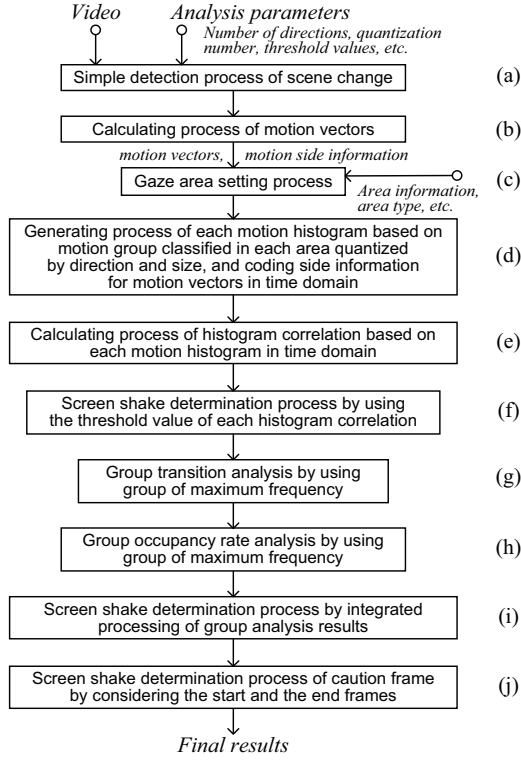 Video
Analysis parameters
Number of directions, quantization
number, threshold values, etc.
Simple detection process of scene change
(a)
Calculating process of motion vectors
(b)
motion vectors, motion side information
Gaze area setting process
(c)
Area information,
area type, etc.
Generating process of each motion histogram based on
motion group classified in each area quantized
by direction and size, and coding side information
for motion vectors in time domain
(d)
Calculating process of histogram correlation based on
each motion histogram in time domain
(e)
Screen shake determination process by using
the threshold value of each histogram correlation
(f)
Group transition analysis by using
group of maximum frequency
(g)
Group occupancy rate analysis by using
group of maximum frequency
(h)
Screen shake determination process by integrated
processing of group analysis results
(i)
Screen shake determination process of caution frame
by considering the start and the end frames
(j)
Final results